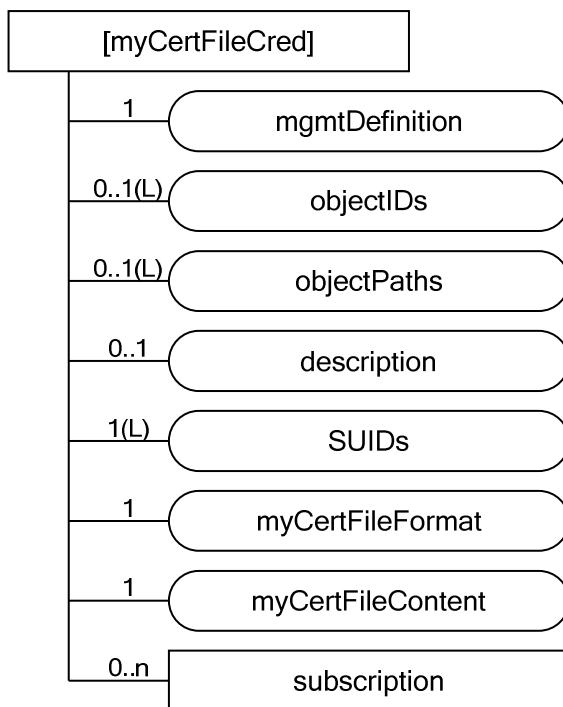 [myCertFileCred]
1 mgmtDefinition
0..1(L) objectIDs
0..1(L) objectPaths
0..1 description
1(L) SUIDs
1 myCertFileFormat
1 myCertFileContent
0..n subscription